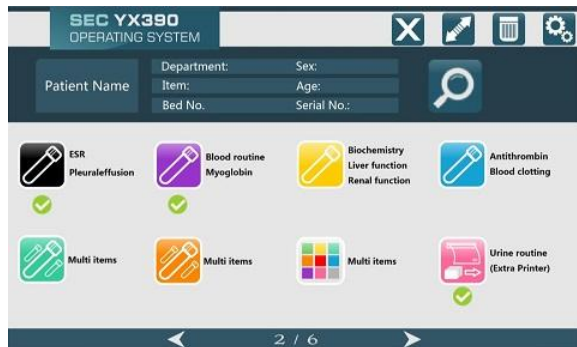 SEC YX390
OPERATING SYSTEM
Patient Name
Department:
Sex:
Item:
Age:
Bed No.
Serial No.:
ESR
Pleuraleffusion
Blood routine
Myoglobin
Biochemistry
Liver function
Renal function
Antithrombin
Blood clotting
Multi items
Multi items
Multi items
Urine routine
(Extra Printer)
2 / 6